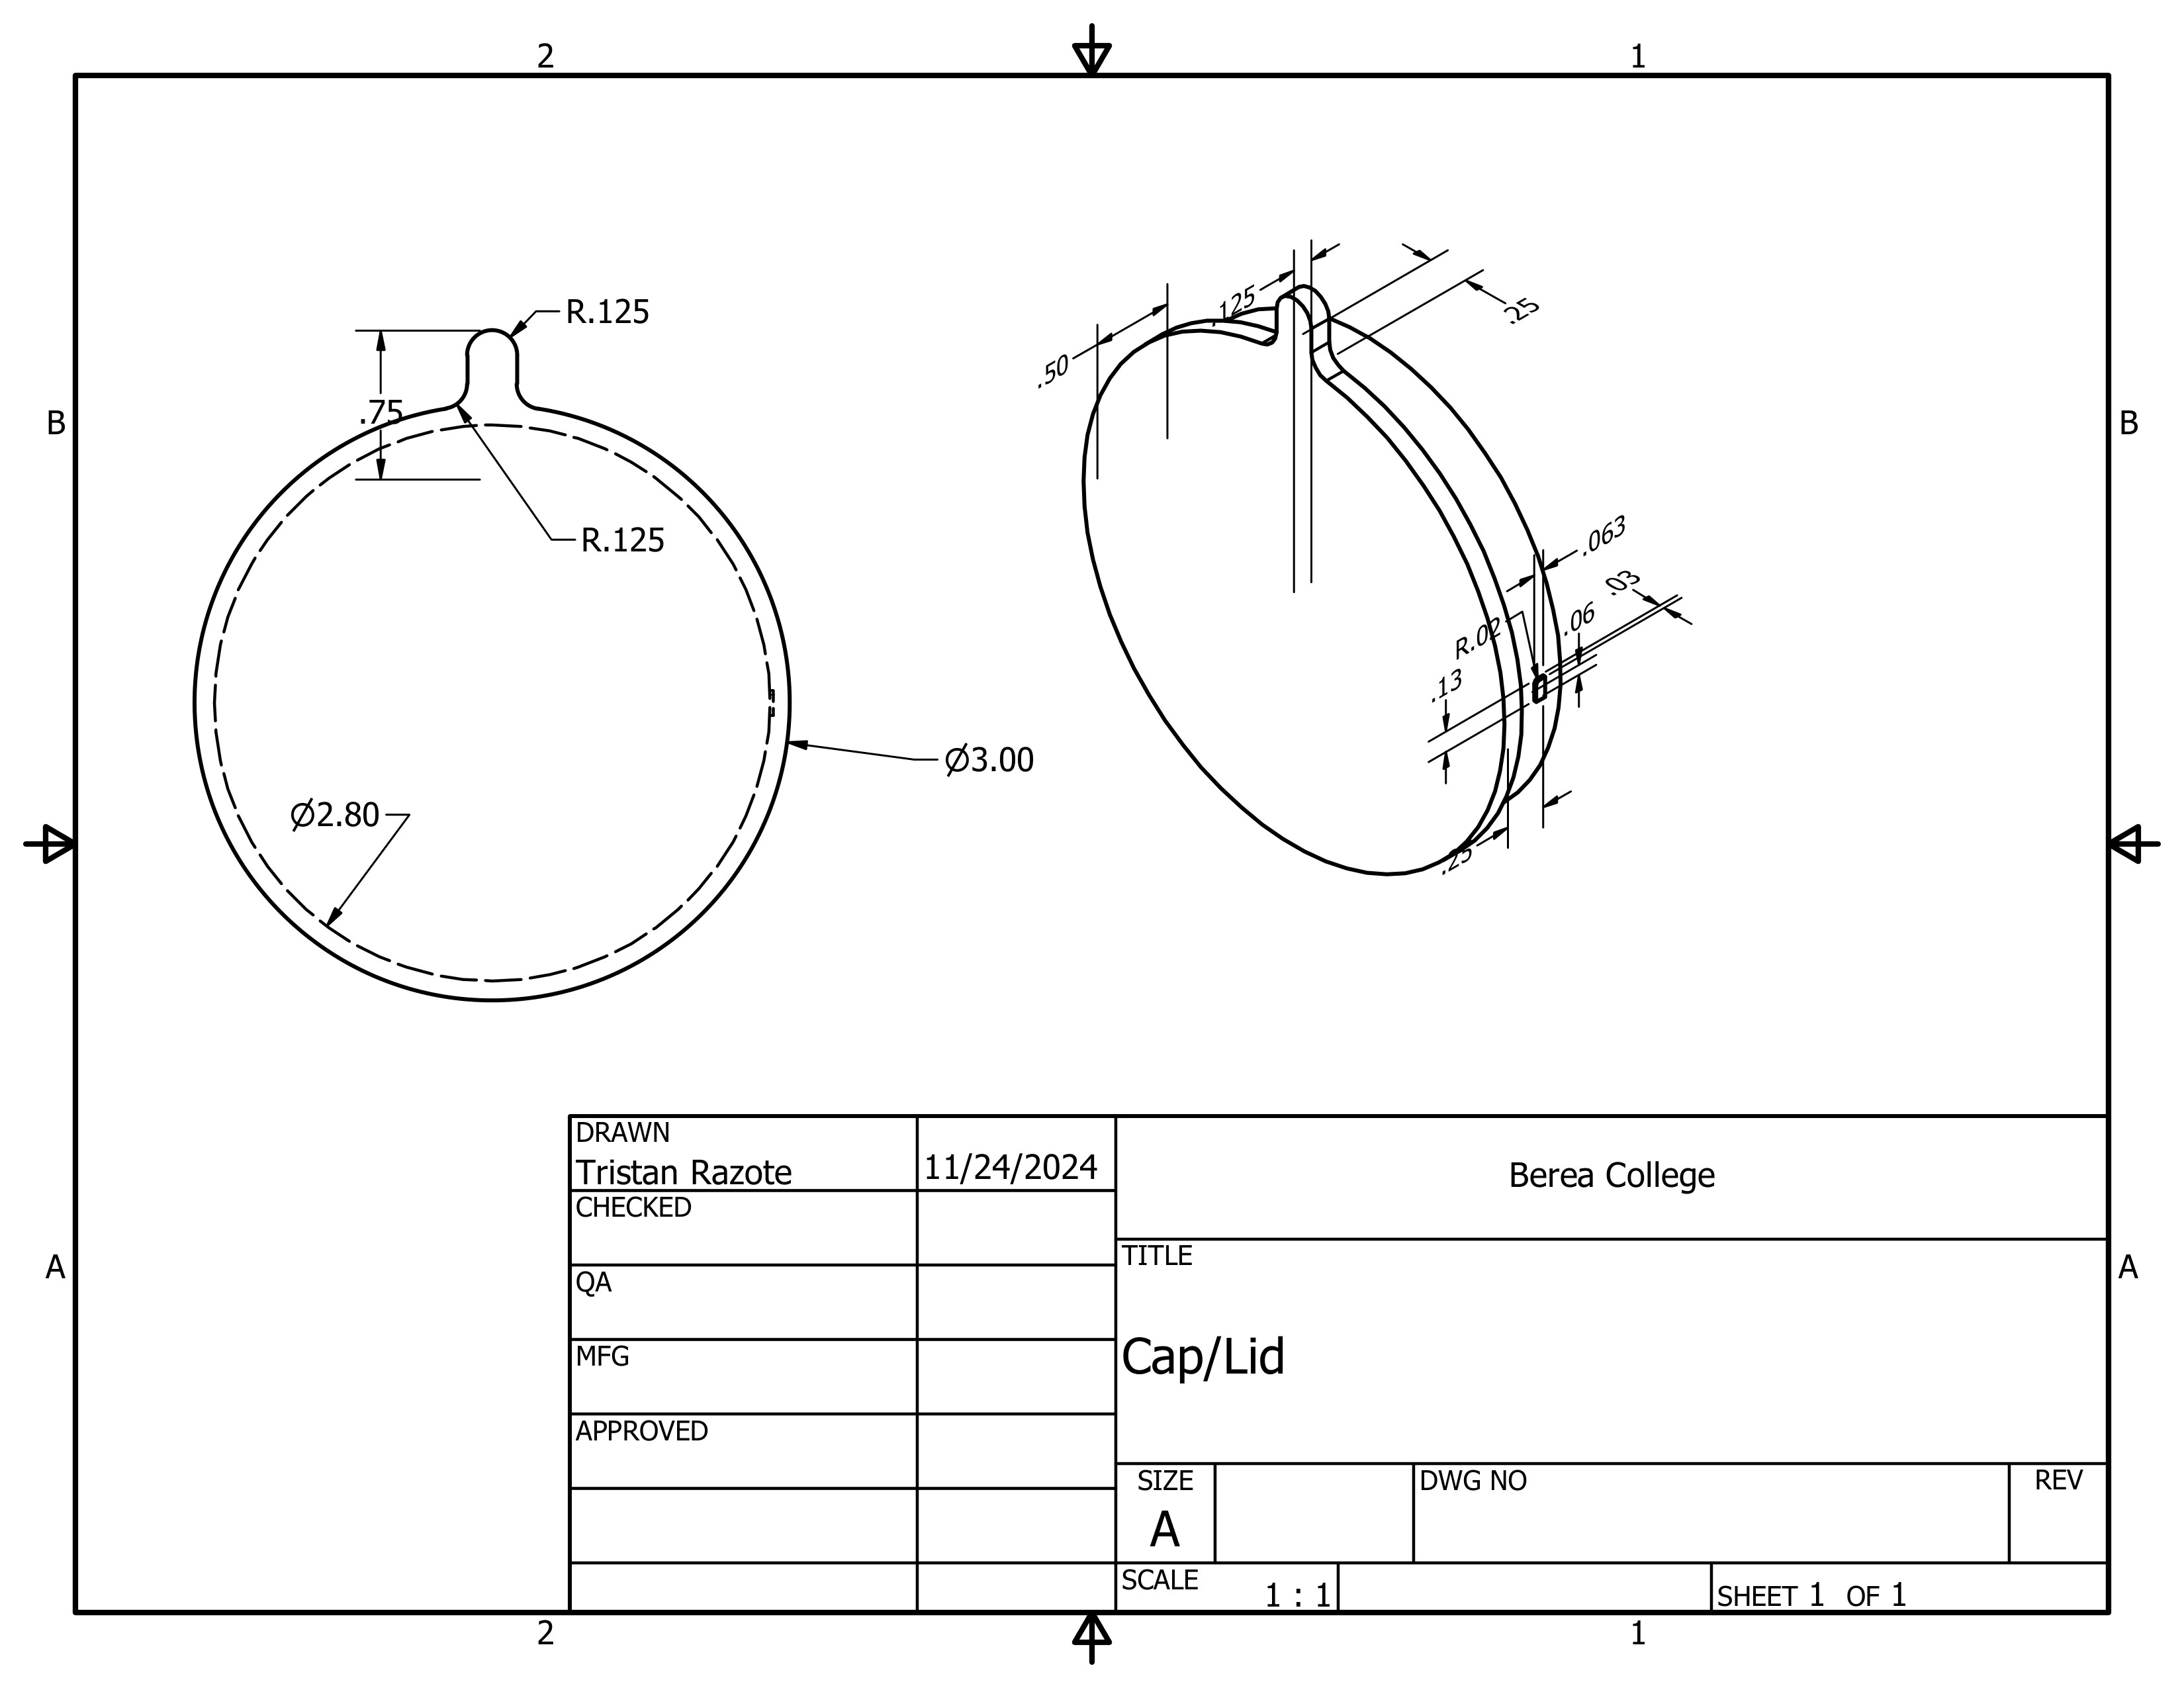 2 1
R.125
.75
B B
R.125
Ø3.00
Ø2.80
.50
.125
.25
.063
.03
.06
R.02
.13
.25
A A
DRAWN
Tristan Razote 11/24/2024
CHECKED
QA
MFG
APPROVED
Berea College
TITLE
Cap/Lid
SIZE
A
DWG NO
REV
SCALE
1 : 1
SHEET 1 OF 1
2 1